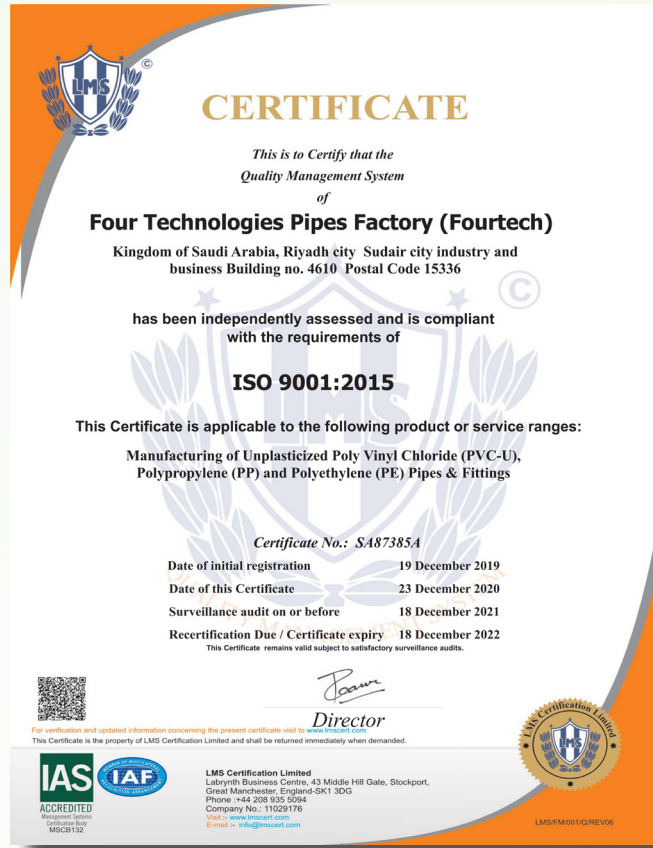 LMS
©
CERTIFICATE
This is to Certify that the
Quality Management System
of
Four Technologies Pipes Factory (Fourtech)
Kingdom of Saudi Arabia, Riyadh city Sudair city industry and
business Building no. 4610 Postal Code 15336
©
has been independently assessed and is compliant
with the requirements of
LMS
ISO 9001:2015
This Certificate is applicable to the following product or service ranges:
Manufacturing of Unplasticized Poly Vinyl Chloride (PVC-U),
Polypropylene (PP) and Polyethylene (PE) Pipes & Fittings
Certificate No.: SA87385A
Date of initial registration 19 December 2019
Date of this Certificate 23 December 2020
Surveillance audit on or before 18 December 2021
Recertification Due / Certificate expiry 18 December 2022
QUALITY MANAGEMENT SYSTEM
This Certificate remains valid subject to satisfactory surveillance audits.
Director
For verification and updated information concerning the present certificate visit to www.lmscert.com
This Certificate is the property of LMS Certification Limited and shall be returned immediately when demanded.
LMS Certification Limited
LMS
IAS
ACCREDITED
Management Systems
Certification Body
MSCB132
MEMBER OF MULTILATERAL
IAF
RECOGNITION ARRANGEMENT
LMS Certification Limited
Labrynth Business Centre, 43 Middle Hill Gate, Stockport,
Great Manchester, England-SK1 3DG
Phone :+44 208 935 5094
Company No.: 11029176
Visit :- www.lmscert.com
E-mail :- info@lmscert.com
LMS/FM/001/Q/REV06